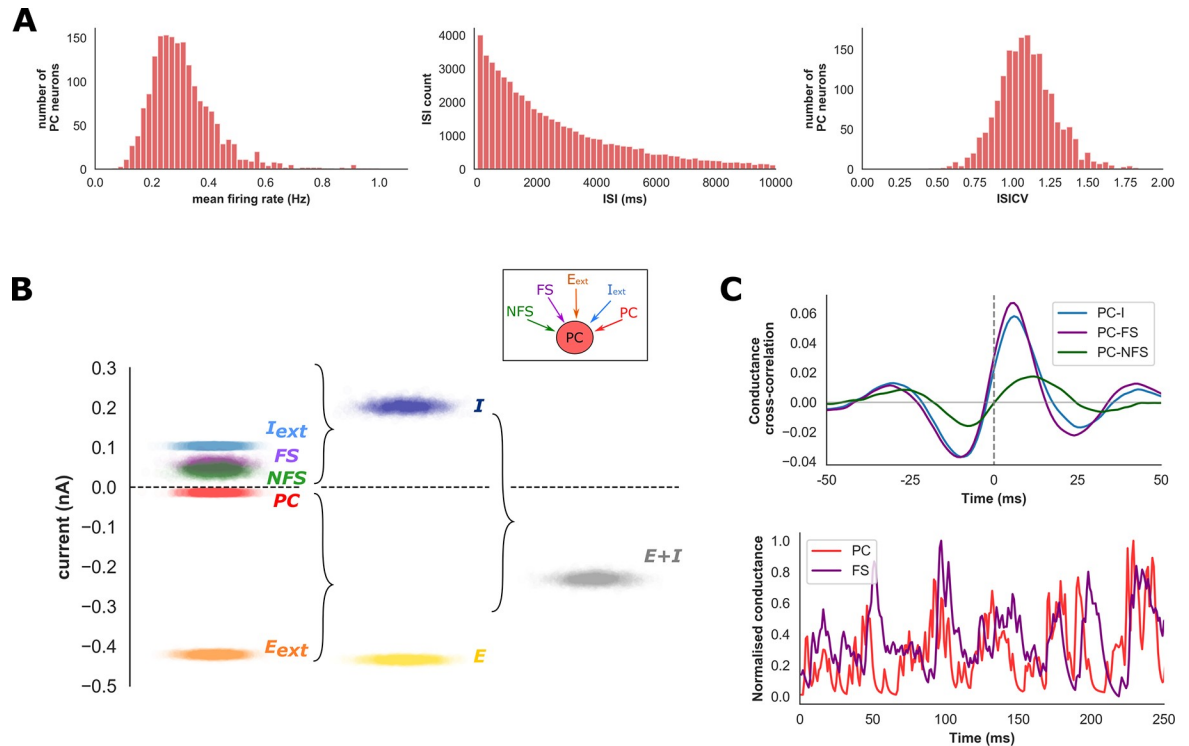 A
number of
PC neurons
150
100
50
0
0.0 0.2 0.4 0.6 0.8 1.0
mean firing rate (Hz)
ISI count
4000
3000
2000
1000
0
0 2000 4000 6000 8000 10000
ISI (ms)
number of
PC neurons
150
100
50
0
0.00 0.25 0.50 0.75 1.00 1.25 1.50 1.75 2.00
ISICV
B
FS
Eext
Iext
NFS
PC
PC
current (nA)
0.3
0.2
0.1
0.0
−0.1
−0.2
−0.3
−0.4
−0.5
Iext
FS
NFS
PC
Eext
I
E
E+I
C
Conductance
cross-correlation
0.06
0.04
0.02
0.00
−0.02
−0.04
PC-I
PC-FS
PC-NFS
-50 -25 0 25 50
Time (ms)
Normalised conductance
1.0
0.8
0.6
0.4
0.2
0.0
PC
FS
0 50 100 150 200 250
Time (ms)